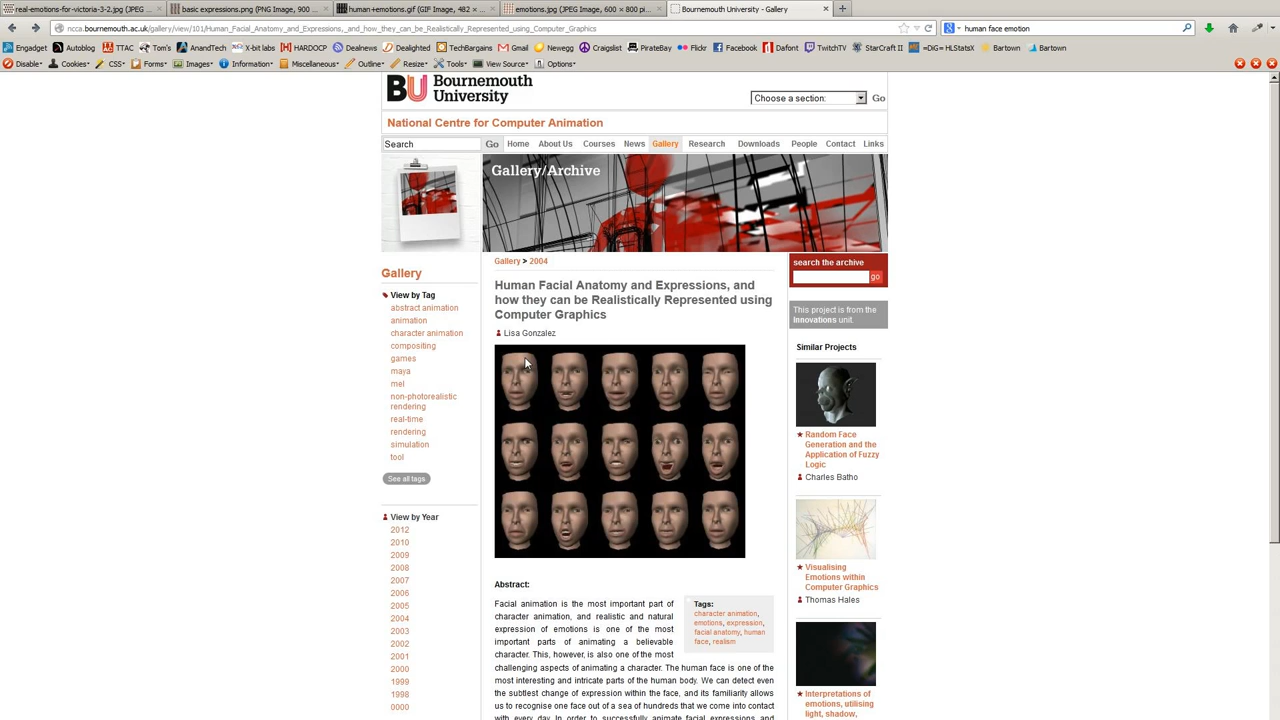 real-emotions-for-victoria-3-2.jpg (JPEG ...
basic expressions.png (PNG Image, 900 ...
human+emotions.gif (GIF Image, 482 × ...
emotions.jpg (JPEG Image, 600 × 800 pi...
Bournemouth University - Gallery
ncca.bournemouth.ac.uk/gallery/view/101/Human_Facial_Anatomy_and_Expressions,_and_how_they_can_be_Realistically_Represented_using_Computer_Graphics
human face emotion
Engadget Autoblog TTAC Tom's AnandTech X-bit labs HARDOCP Dealnews Dealighted TechBargains Gmail Newegg Craigslist PirateBay Flickr Facebook Dafont TwitchTV StarCraft II =DiG= HLStatsX Bartown Bartown
Disable Cookies CSS Forms Images Information Miscellaneous Outline Resize Tools View Source Options
BU Bournemouth University
Choose a section: Go
National Centre for Computer Animation
Search Go Home About Us Courses News Gallery Research Downloads People Contact Links
Gallery/Archive
Gallery
View by Tag
abstract animation
animation
character animation
compositing
games
maya
mel
non-photorealistic
rendering
real-time
rendering
simulation
tool
See all tags
View by Year
2012
2010
2009
2008
2007
2006
2005
2004
2003
2002
2001
2000
1999
1998
0000
Gallery > 2004
Human Facial Anatomy and Expressions, and
how they can be Realistically Represented using
Computer Graphics
Lisa Gonzalez
Abstract:
Facial animation is the most important part of
character animation, and realistic and natural
expression of emotions is one of the most
important parts of animating a believable
character. This, however, is also one of the most
challenging aspects of animating a character. The human face is one of the
most interesting and intricate parts of the human body. We can detect even
the subtlest change of expression within the face, and its familiarity allows
us to recognise one face out of a sea of hundreds that we come into contact
with every day. In order to successfully animate facial expressions and
Tags:
character animation,
emotions, expression,
facial anatomy, human
face, realism
search the archive
go
This project is from the
Innovations unit.
Similar Projects
Random Face
Generation and the
Application of Fuzzy
Logic
Charles Batho
Visualising
Emotions within
Computer Graphics
Thomas Hales
Interpretations of
emotions, utilising
light, shadow,